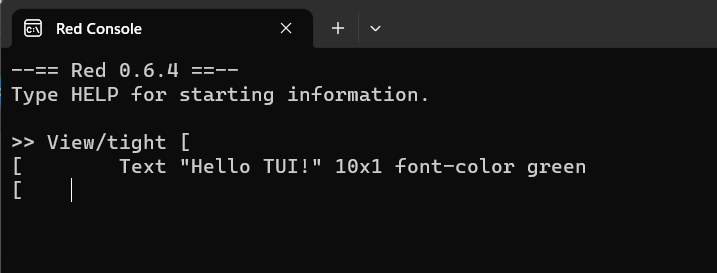 Red Console
--== Red 0.6.4 ==--
Type HELP for starting information.
>> View/tight [
[        Text "Hello TUI!" 10x1 font-color green
[